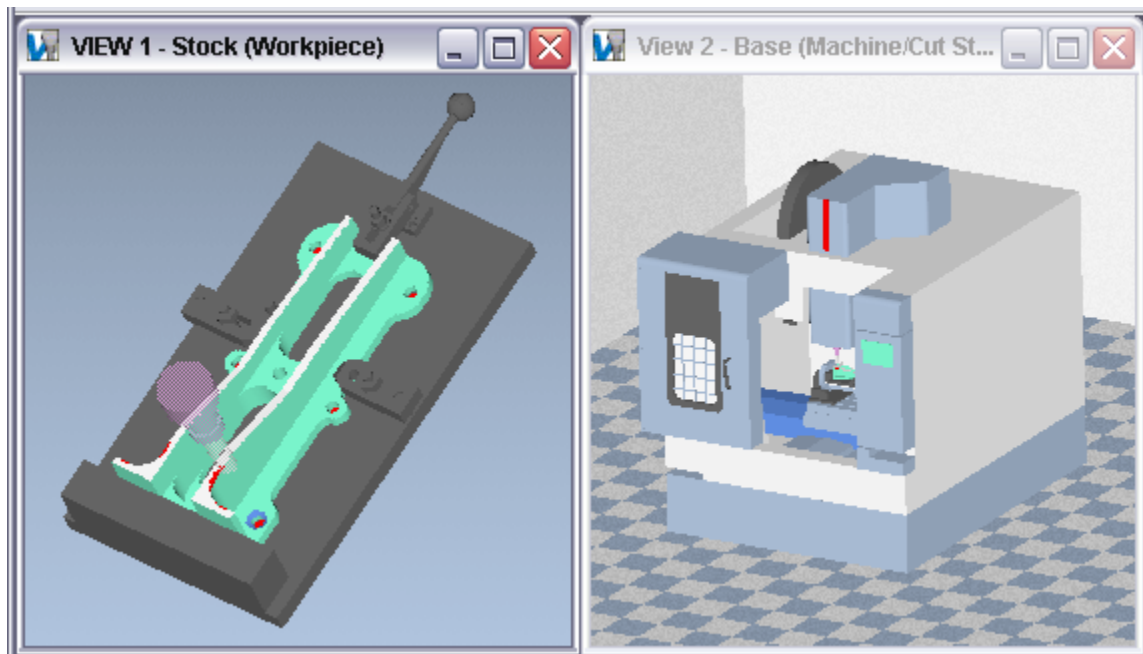 VIEW 1 - Stock (Workpiece)
View 2 - Base (Machine/Cut St...